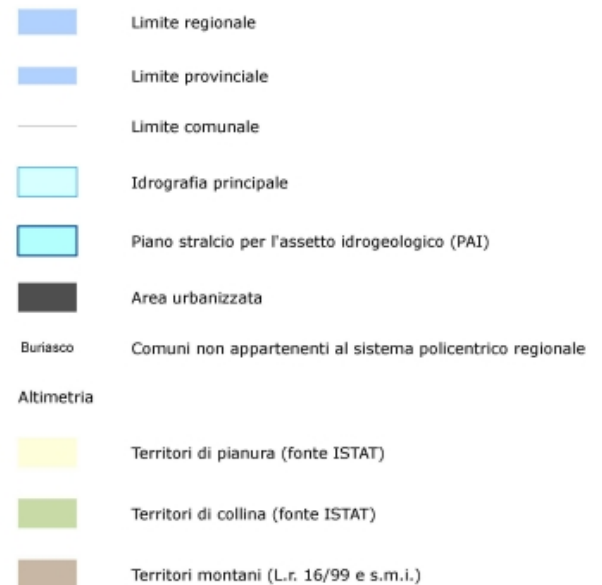 Limite regionale
Limite provinciale
Limite comunale
Idrografia principale
Piano stralcio per l'assetto idrogeologico (PAI)
Area urbanizzata
Buriasco Comuni non appartenenti al sistema policentrico regionale
Altimetria
Territori di pianura (fonte ISTAT)
Territori di collina (fonte ISTAT)
Territori montani (L.r. 16/99 e s.m.i.)